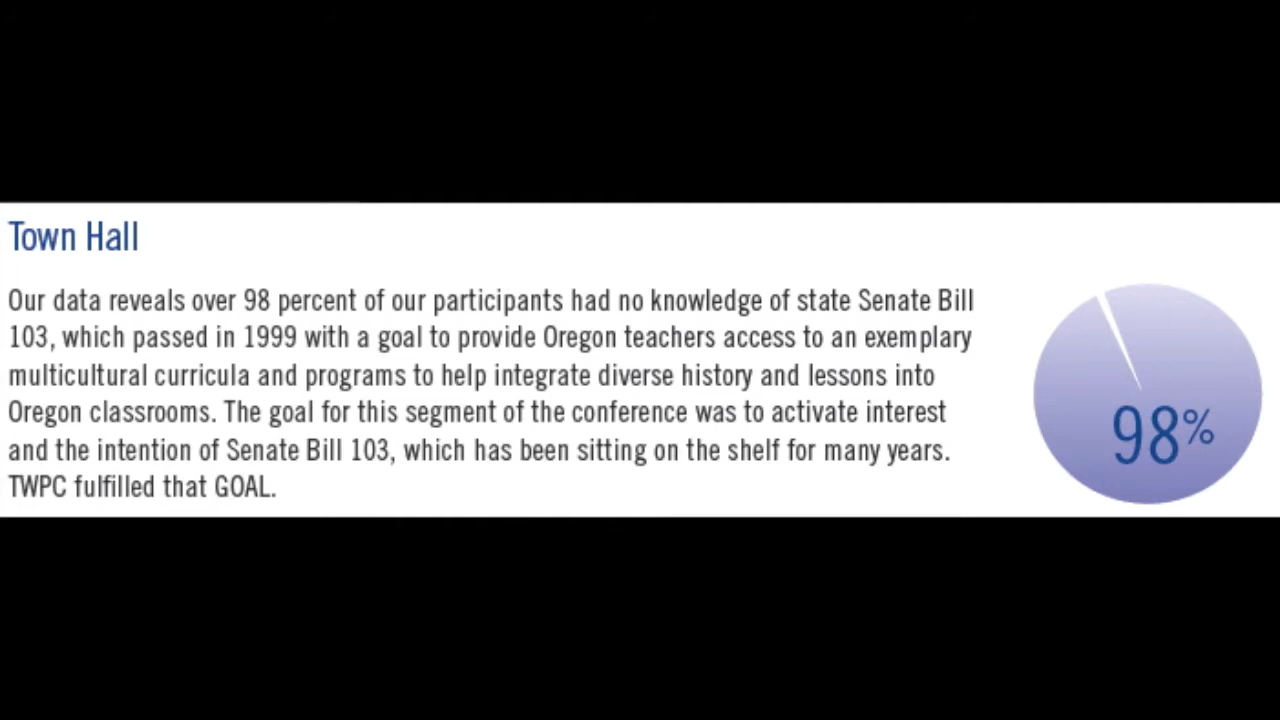 Town Hall
Our data reveals over 98 percent of our participants had no knowledge of state Senate Bill
103, which passed in 1999 with a goal to provide Oregon teachers access to an exemplary
multicultural curricula and programs to help integrate diverse history and lessons into
Oregon classrooms. The goal for this segment of the conference was to activate interest
and the intention of Senate Bill 103, which has been sitting on the shelf for many years.
TWPC fulfilled that GOAL.
98%